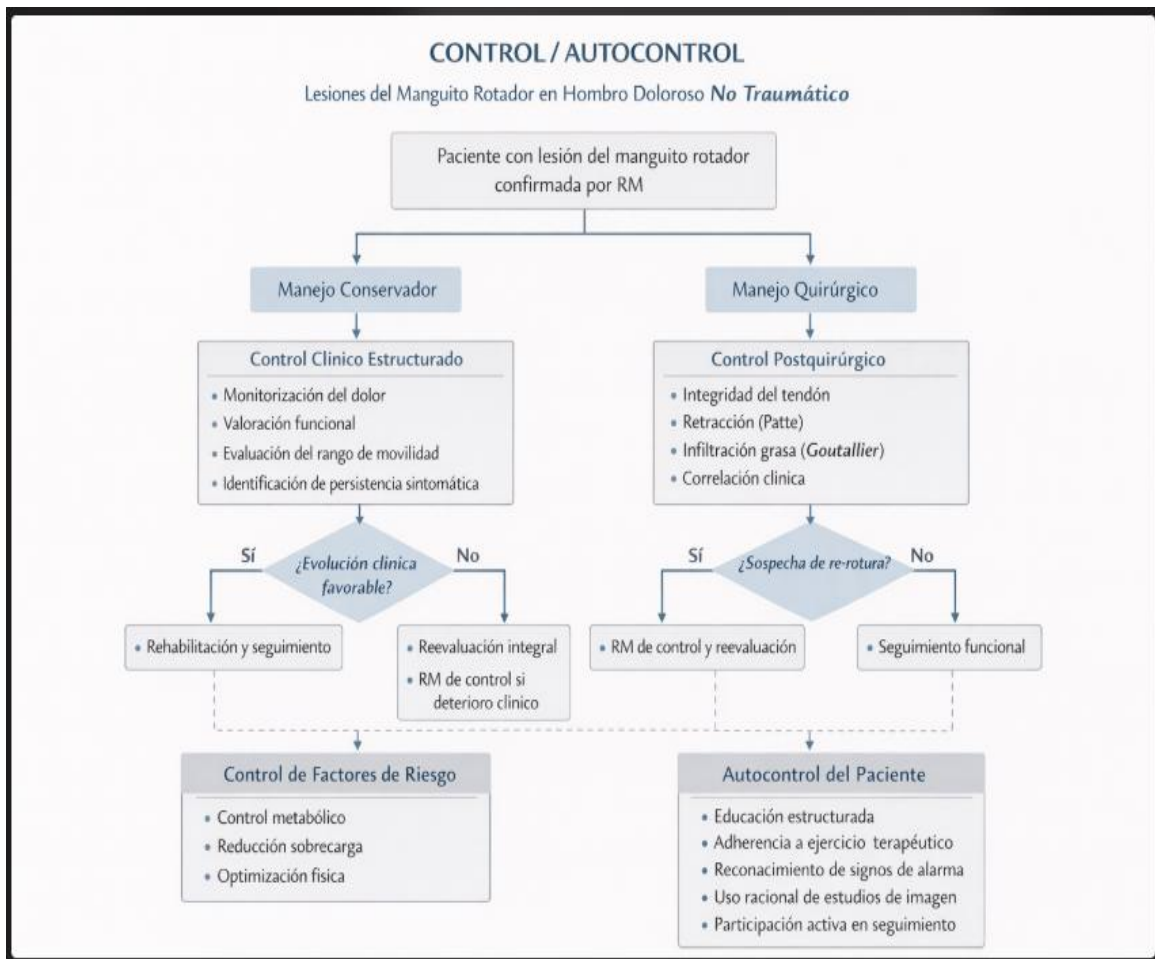 CONTROL / AUTOCONTROL
Lesiones del Manguito Rotador en Hombro Doloroso No Traumático
Paciente con lesión del manguito rotador
confirmada por RM
Manejo Conservador
Manejo Quirúrgico
Control Clinico Estructurado
• Monitorización del dolor
• Valoración funcional
• Evaluación del rango de movilidad
• Identificación de persistencia sintomática
Control Postquirúrgico
• Integridad del tendón
• Retracción (Patte)
• Infiltración grasa (Goutallier)
• Correlación clinica
Sí
¿Evolución clinica
favorable?
No
Sí
¿Sospecha de re-rotura?
No
• Rehabilitación y seguimiento
• Reevaluación integral
• RM de control si
deterioro clinico
• RM de control y reevaluación
• Seguimiento funcional
Control de Factores de Riesgo
• Control metabólico
• Reducción sobrecarga
• Optimización fisica
Autocontrol del Paciente
• Educación estructurada
• Adherencia a ejercicio terapéutico
• Reconacimiento de signos de alarma
• Uso racional de estudios de imagen
• Participación activa en seguimiento